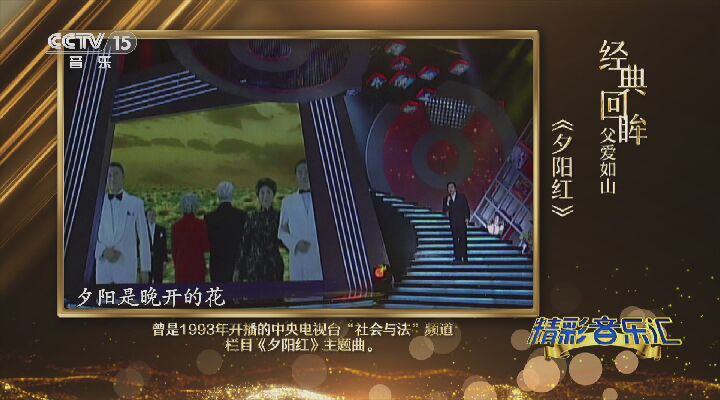 CCTV 15
音乐
经典回眸
父爱如山
《夕阳红》
夕阳是晚开的花
曾是1993年开播的中央电视台“社会与法”频道
栏目《夕阳红》主题曲。
精彩音乐汇